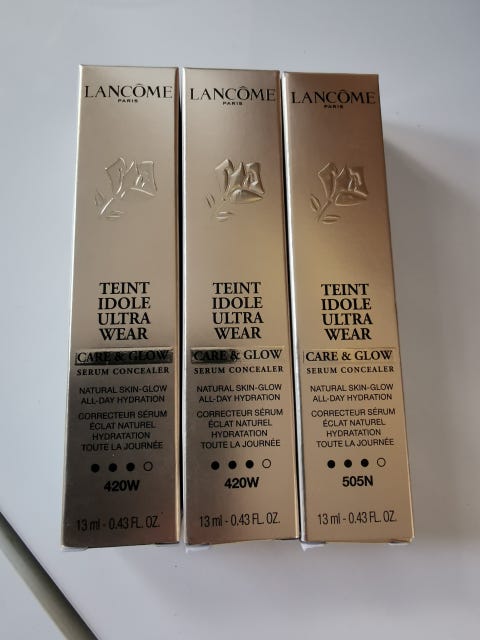 LANCÔME
PARIS
TEINT
IDOLE
ULTRA
WEAR
CARE & GLOW
SERUM CONCEALER
NATURAL SKIN-GLOW
ALL-DAY HYDRATION
CORRECTEUR SÉRUM
ÉCLAT NATUREL
HYDRATATION
TOUTE LA JOURNÉE
420W
13 ml - 0.43 FL. OZ.
LANCÔME
PARIS
TEINT
IDOLE
ULTRA
WEAR
CARE & GLOW
SERUM CONCEALER
NATURAL SKIN-GLOW
ALL-DAY HYDRATION
CORRECTEUR SÉRUM
ÉCLAT NATUREL
HYDRATATION
TOUTE LA JOURNÉE
420W
13 ml - 0.43 FL. OZ.
LANCÔME
PARIS
TEINT
IDOLE
ULTRA
WEAR
CARE & GLOW
SERUM CONCEALER
NATURAL SKIN-GLOW
ALL-DAY HYDRATION
CORRECTEUR SÉRUM
ÉCLAT NATUREL
HYDRATATION
TOUTE LA JOURNÉE
505N
13 ml - 0.43 FL. OZ.